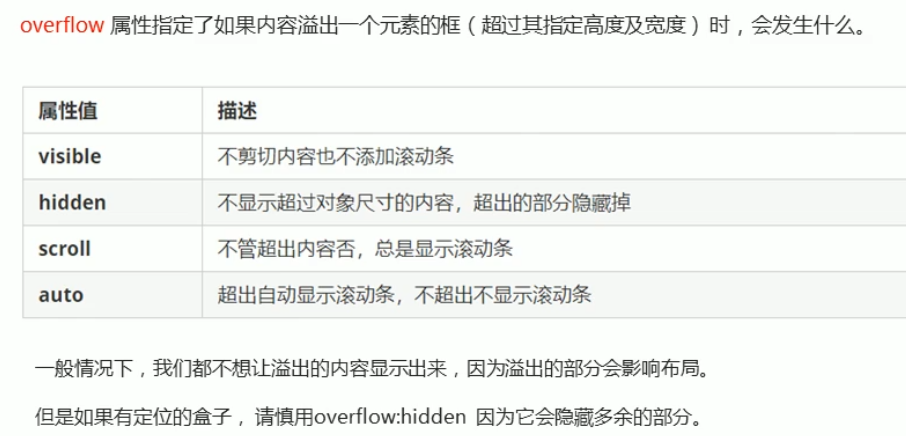 overflow 属性指定了如果内容溢出一个元素的框（超过其指定高度及宽度）时，会发生什么。
属性值 描述
visible 不剪切内容也不添加滚动条
hidden 不显示超过对象尺寸的内容，超出的部分隐藏掉
scroll 不管超出内容否，总是显示滚动条
auto 超出自动显示滚动条，不超出不显示滚动条
一般情况下，我们都不想让溢出的内容显示出来，因为溢出的部分会影响布局。
但是如果有定位的盒子，请慎用overflow:hidden 因为它会隐藏多余的部分。